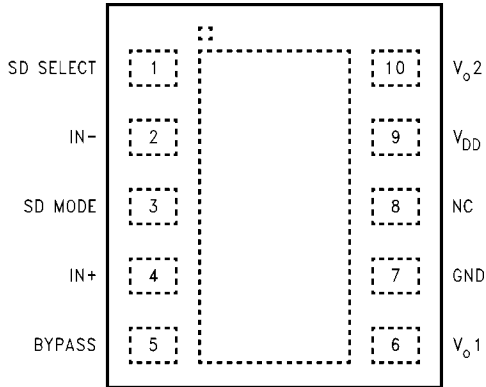 SD SELECT 1 10 Vo2
IN- 2 9 VDD
SD MODE 3 8 NC
IN+ 4 7 GND
BYPASS 5 6 Vo1